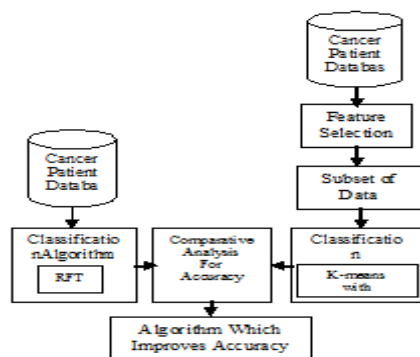 Cancer
Patient
Databas
Feature
Selection
Cancer
Patient
Databa
Subset of
Data
Classificatio
nAlgorithm
RFT
Comparative
Analysis
For
Accuracy
Classificatio
n
K-means
with
Algorithm Which
Improves Accuracy